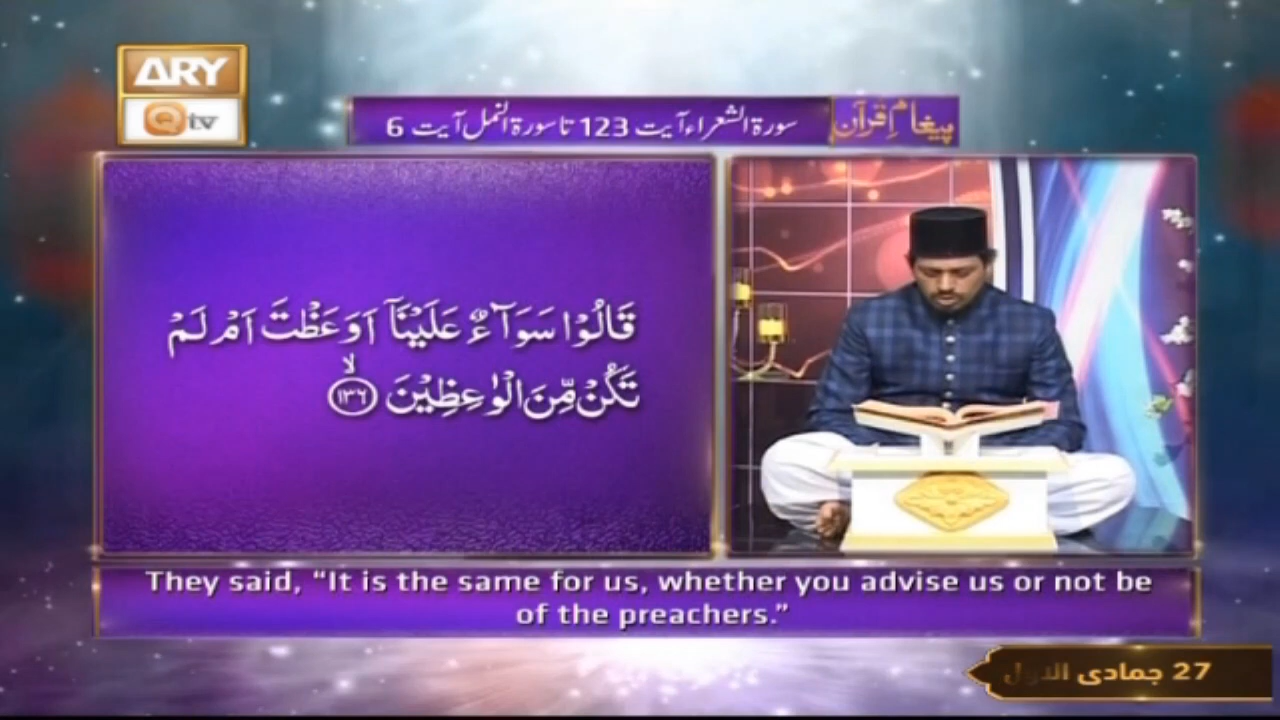 ARY
Qtv
پیغامِ قرآن
سورۃ الشعراء آیت 123 تا سورۃ النمل آیت 6
قَالُوْا سَوَآءٌ عَلَیْنَاۤ اَوَعَظْتَ اَمْ لَمْ
تَكُنْ مِّنَ الْوٰعِظِیْنَ ﴿۱۳۶﴾ۙ
They said, “It is the same for us, whether you advise us or not be
of the preachers.”
27 جمادی الاول